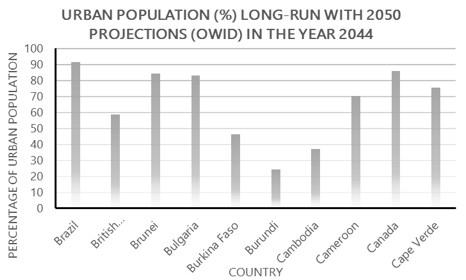 URBAN POPULATION (%) LONG-RUN WITH 2050
PROJECTIONS (OWID) IN THE YEAR 2044
PERCENTAGE OF URBAN POPULATION
100
90
80
70
60
50
40
30
20
10
0
Brazil
British...
Brunei
Bulgaria
Burkina Faso
Burundi
Cambodia
Cameroon
Canada
Cape Verde
COUNTRY